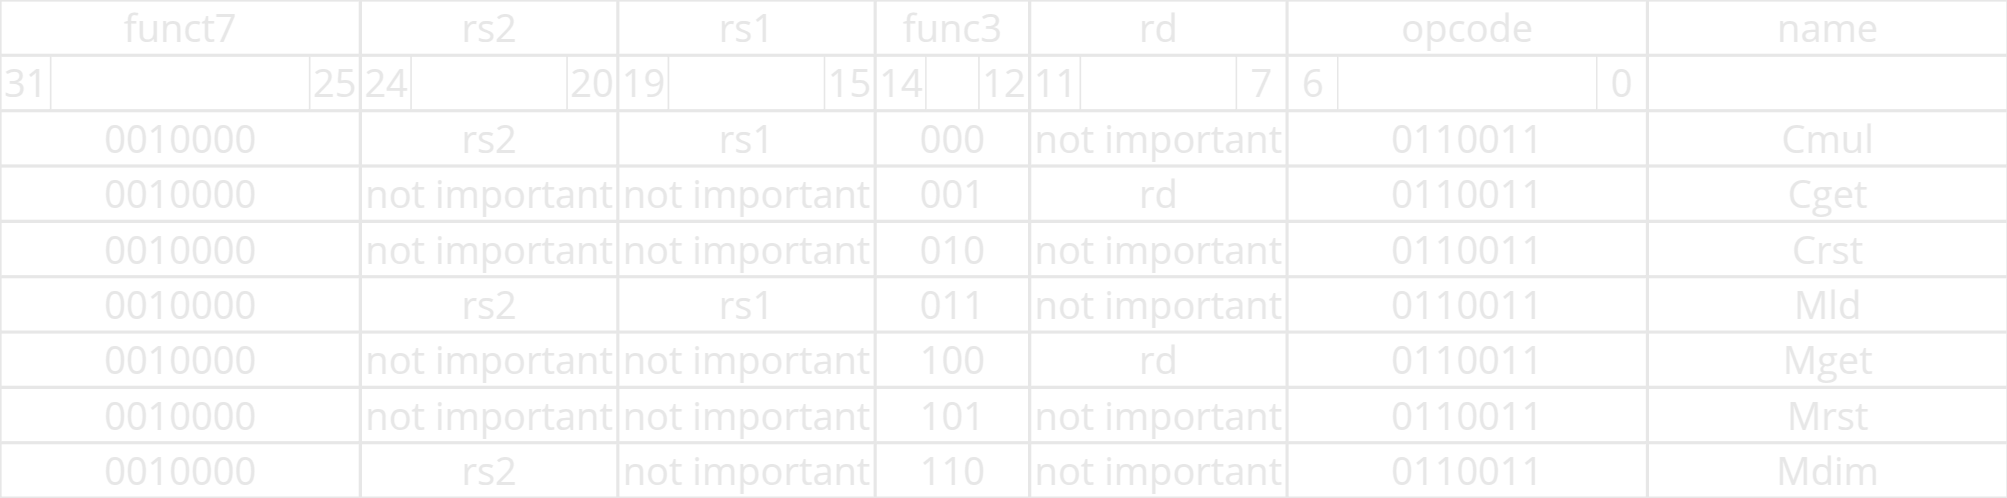 funct7 rs2 rs1 func3 rd opcode name
31 25 24 20 19 15 14 12 11 7 6 0
0010000 rs2 rs1 000 not important 0110011 Cmul
0010000 not important not important 001 rd 0110011 Cget
0010000 not important not important 010 not important 0110011 Crst
0010000 rs2 rs1 011 not important 0110011 Mld
0010000 not important not important 100 rd 0110011 Mget
0010000 not important not important 101 not important 0110011 Mrst
0010000 rs2 not important 110 not important 0110011 Mdim